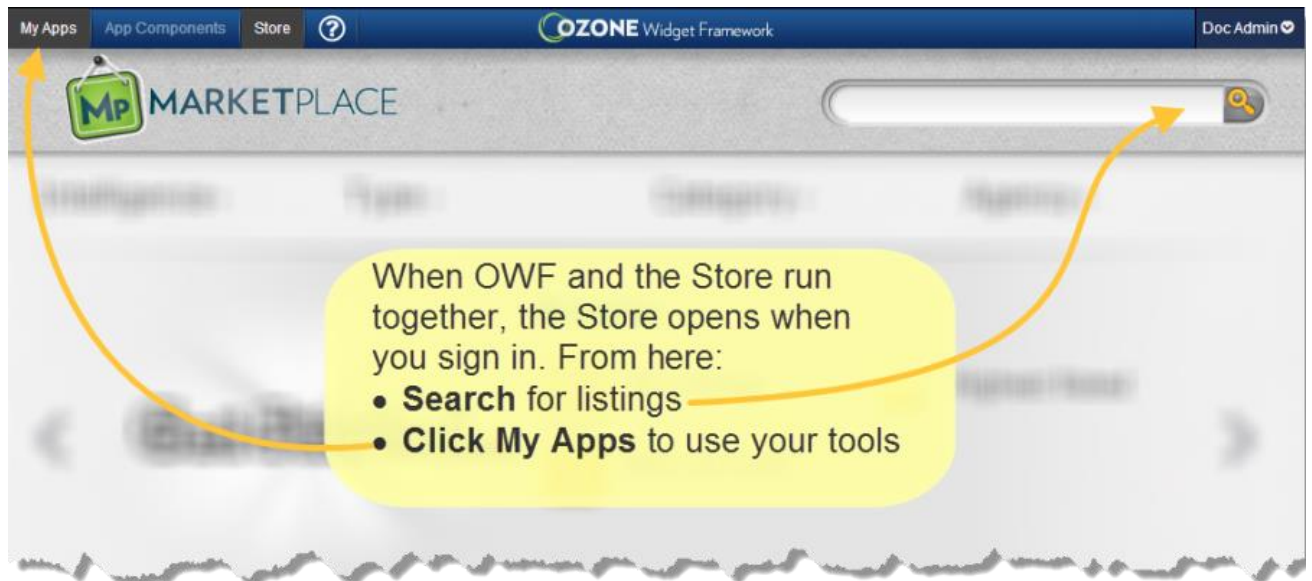 My Apps App Components Store ? OZONE Widget Framework Doc Admin
MP MARKETPLACE
When OWF and the Store run
together, the Store opens when
you sign in. From here:
• Search for listings
• Click My Apps to use your tools